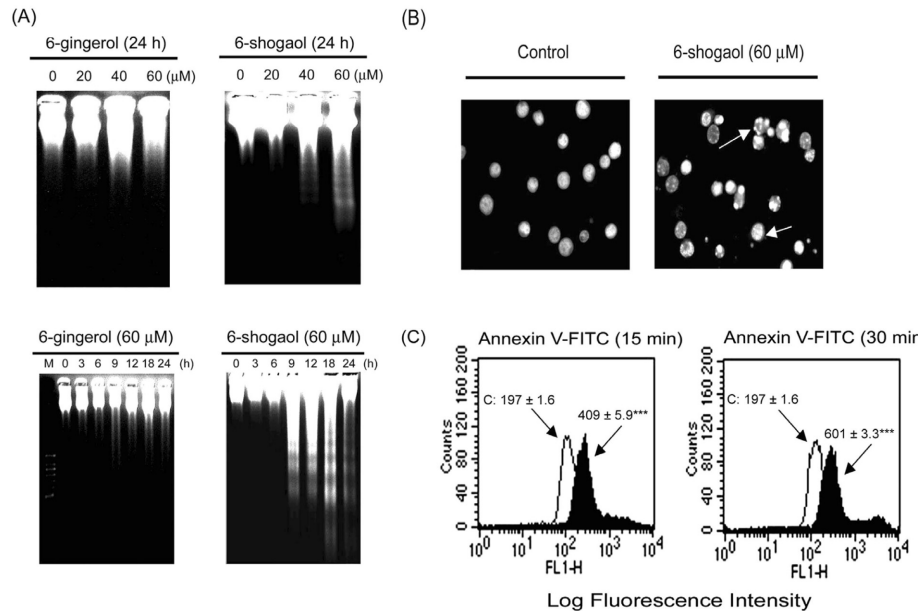 (A)
6-gingerol (24 h)
0 20 40 60 (μM)
6-shogaol (24 h)
0 20 40 60 (μM)
6-gingerol (60 μM)
M 0 3 6 9 12 18 24 (h)
6-shogaol (60 μM)
0 3 6 9 12 18 24 (h)
(B)
Control
6-shogaol (60 μM)
(C)
Annexin V-FITC (15 min)
C: 197 ± 1.6
409 ± 5.9***
Counts
0 40 80 120 160 200
10⁰ 10¹ 10² 10³ 10⁴
FL1-H
Annexin V-FITC (30 min
C: 197 ± 1.6
601 ± 3.3***
Counts
0 40 80 120 160 200
10⁰ 10¹ 10² 10³ 10⁴
FL1-H
Log Fluorescence Intensity